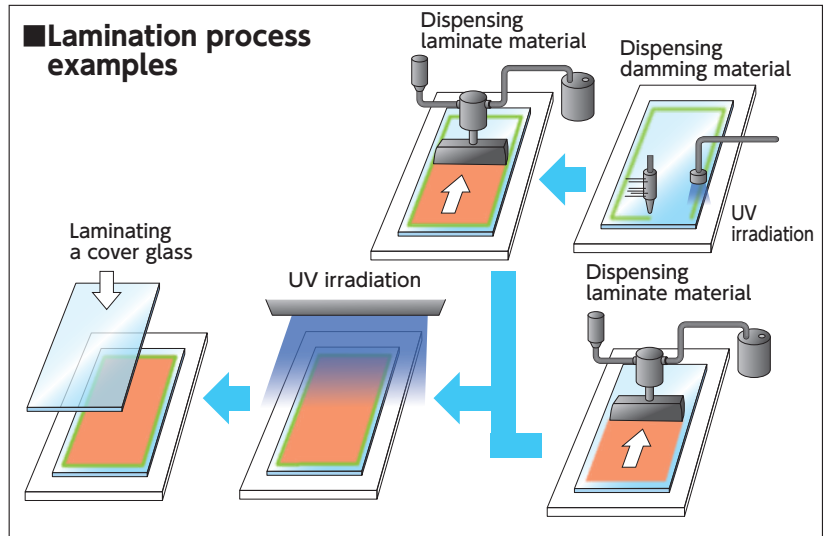 ■Lamination process
examples
Dispensing
laminate material
Dispensing
damming material
UV
irradiation
Laminating
a cover glass
UV irradiation
Dispensing
laminate material